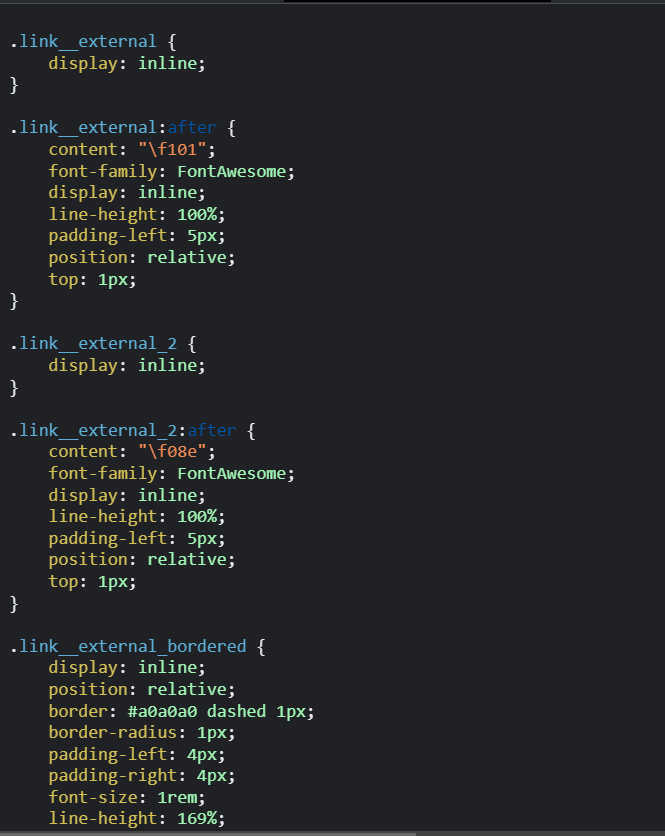 .link__external {
    display: inline;
}

.link__external:after {
    content: "\f101";
    font-family: FontAwesome;
    display: inline;
    line-height: 100%;
    padding-left: 5px;
    position: relative;
    top: 1px;
}

.link__external_2 {
    display: inline;
}

.link__external_2:after {
    content: "\f08e";
    font-family: FontAwesome;
    display: inline;
    line-height: 100%;
    padding-left: 5px;
    position: relative;
    top: 1px;
}

.link__external_bordered {
    display: inline;
    position: relative;
    border: #a0a0a0 dashed 1px;
    border-radius: 1px;
    padding-left: 4px;
    padding-right: 4px;
    font-size: 1rem;
    line-height: 169%;